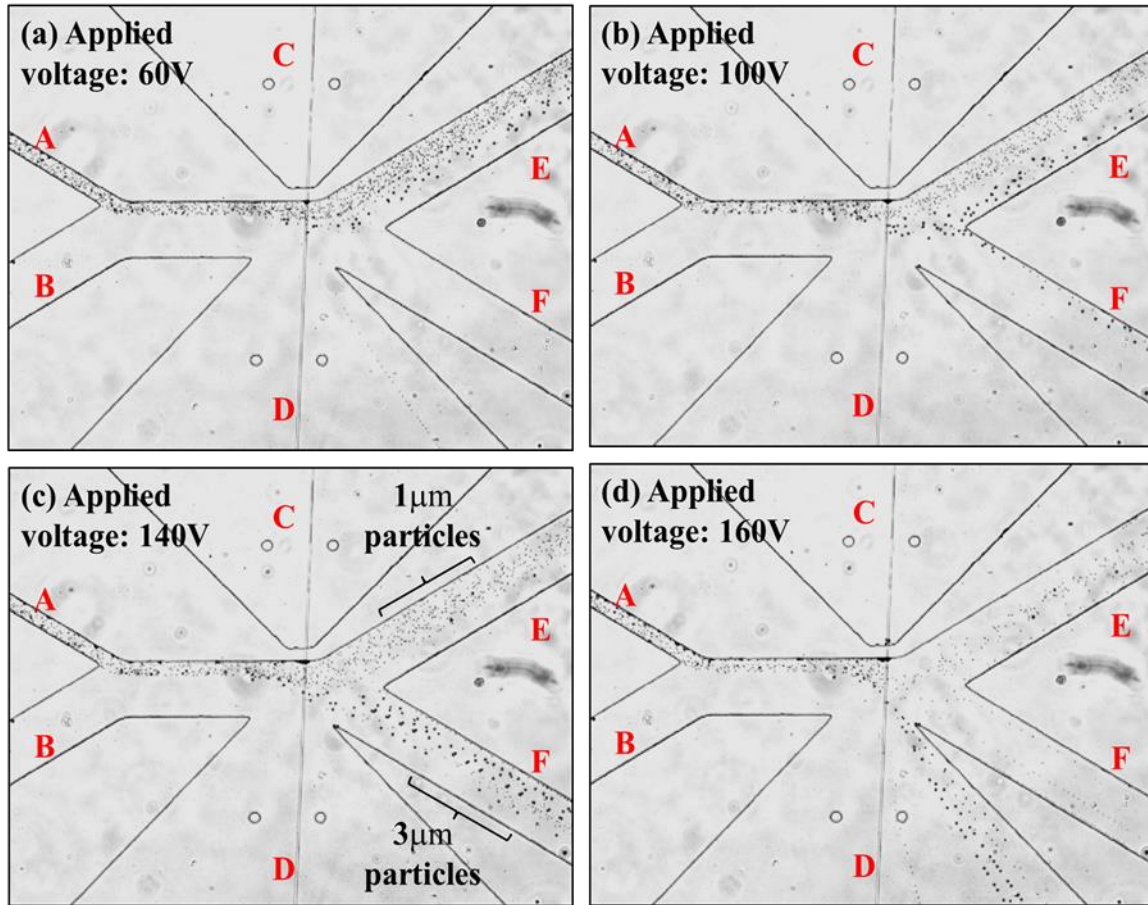 (a) Applied
voltage: 60V
C
A
E
B
F
D
(b) Applied
voltage: 100V
C
A
E
B
F
D
(c) Applied
voltage: 140V
C
1μm
particles
A
E
B
F
3μm
particles
D
(d) Applied
voltage: 160V
C
A
E
B
F
D